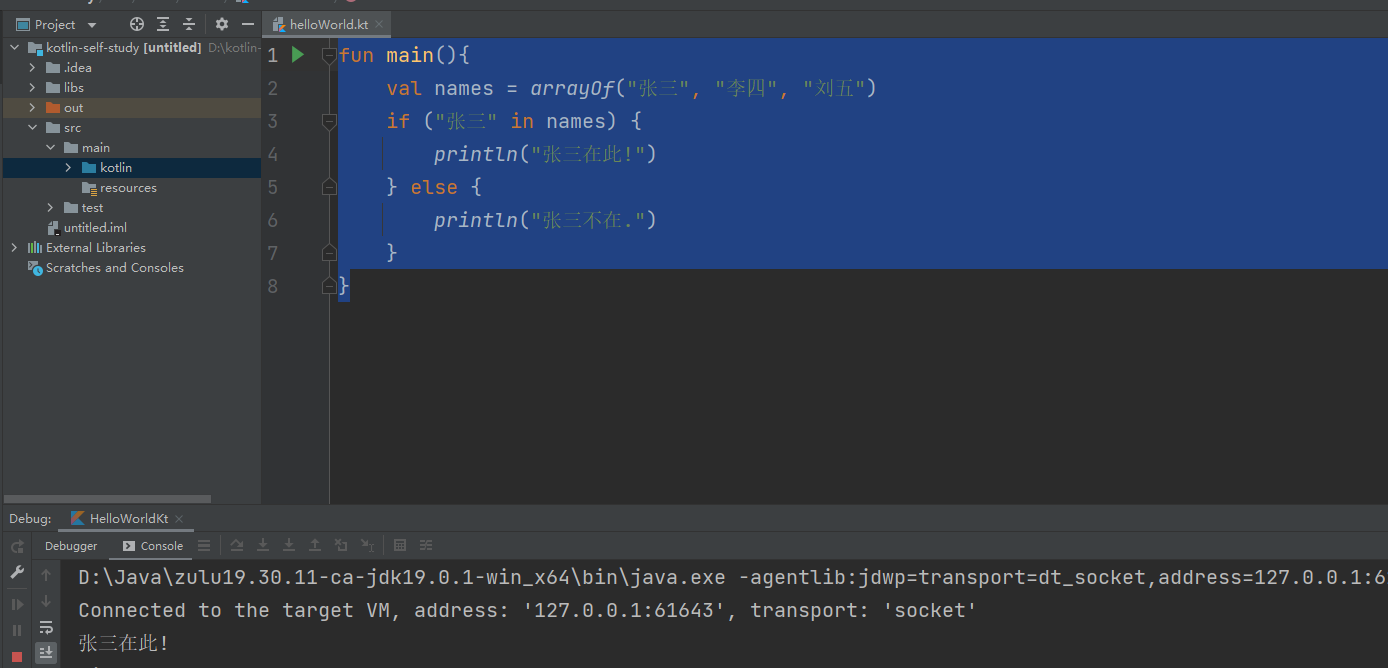 Project
helloWorld.kt
kotlin-self-study [untitled] D:\kotlin-
.idea
libs
out
src
main
kotlin
resources
test
untitled.iml
External Libraries
Scratches and Consoles
1 fun main(){
2 val names = arrayOf("张三", "李四", "刘五")
3 if ("张三" in names) {
4 println("张三在此!")
5 } else {
6 println("张三不在.")
7 }
8 }
Debug: HelloWorldKt
Debugger Console
D:\Java\zulu19.30.11-ca-jdk19.0.1-win_x64\bin\java.exe -agentlib:jdwp=transport=dt_socket,address=127.0.0.1:6
Connected to the target VM, address: '127.0.0.1:61643', transport: 'socket'
张三在此!